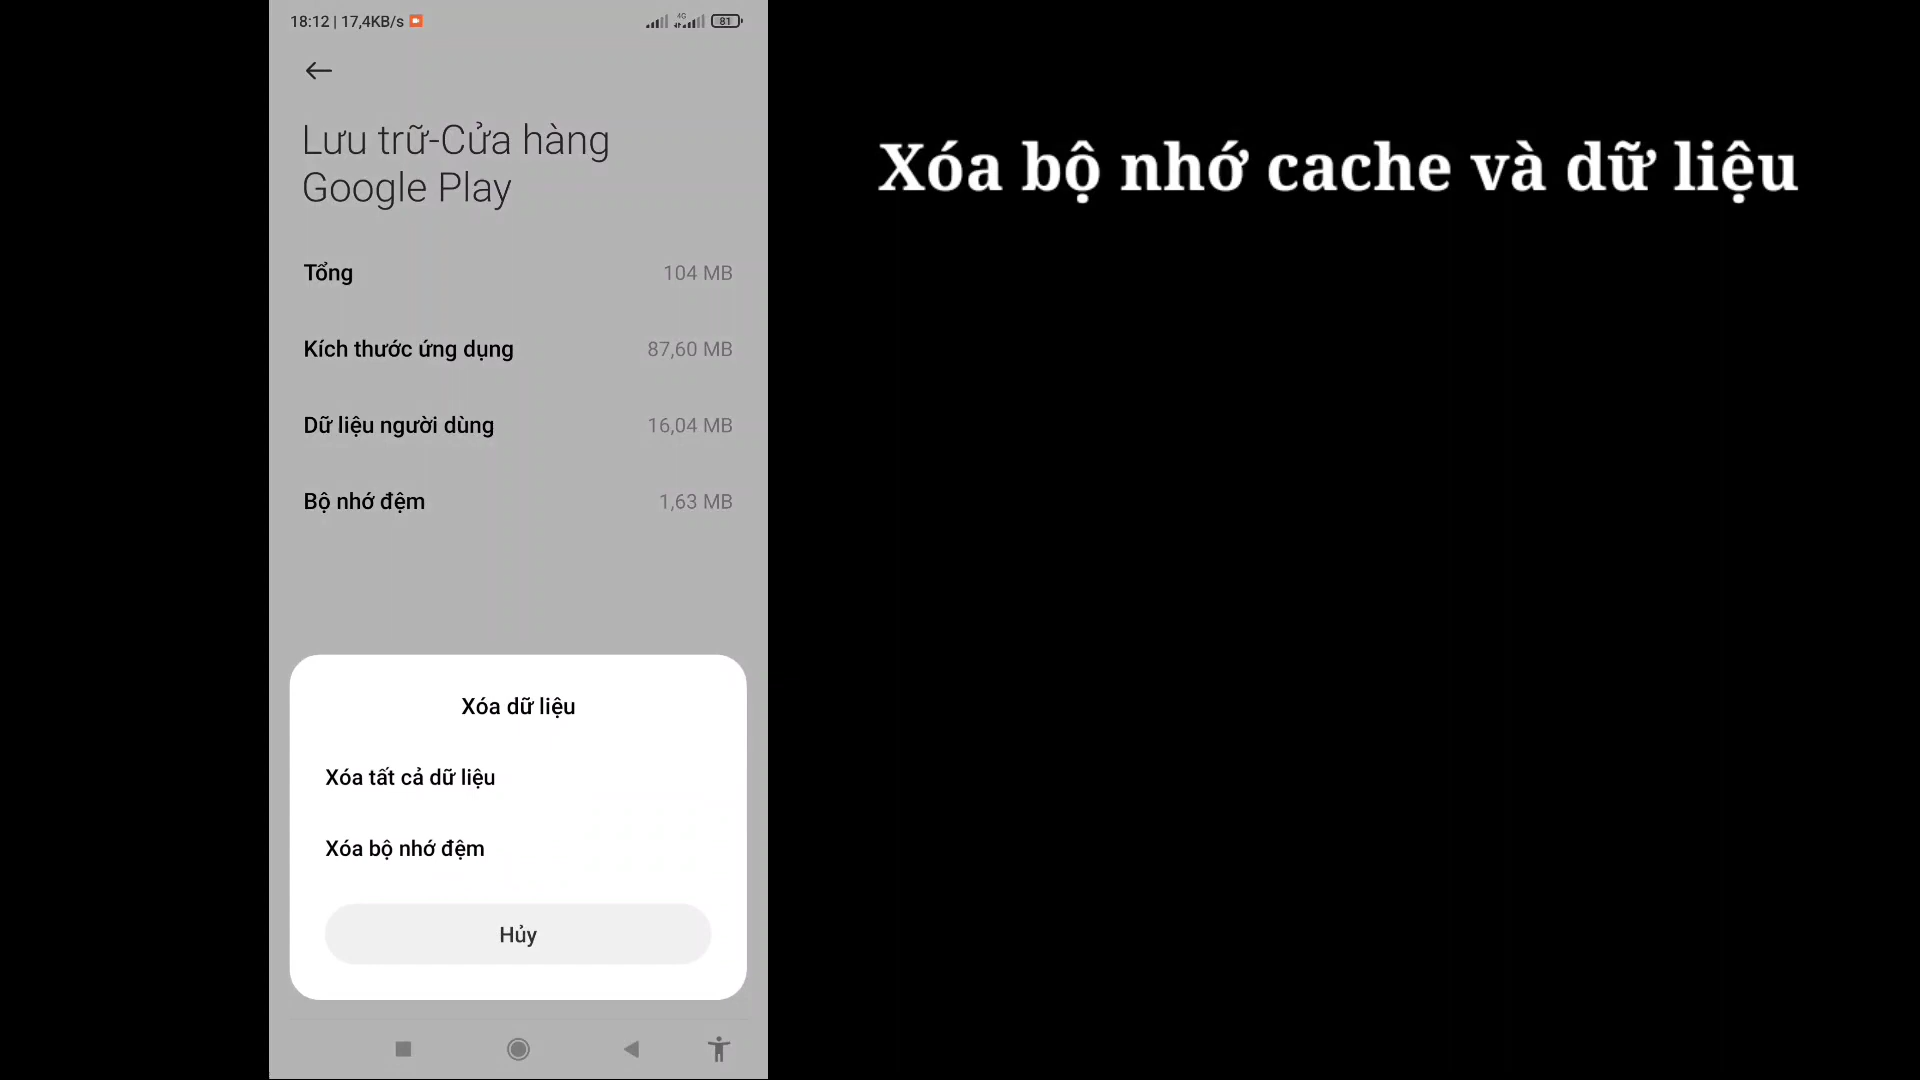 18:12 | 17,4KB/s
4G
81
Lưu trữ-Cửa hàng
Google Play
Tổng 104 MB
Kích thước ứng dụng 87,60 MB
Dữ liệu người dùng 16,04 MB
Bộ nhớ đệm 1,63 MB
Xóa dữ liệu
Xóa tất cả dữ liệu
Xóa bộ nhớ đệm
Hủy
Xóa bộ nhớ cache và dữ liệu